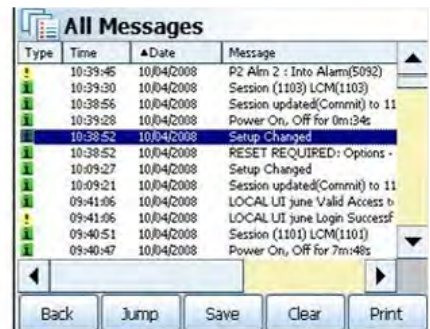 All Messages
Type Time ▲Date Message
10:39:45 10/04/2008 P2 Alm 2 : Into Alarm(5092)
10:39:30 10/04/2008 Session (1103) LCM(1103)
10:38:56 10/04/2008 Session updated(Commit) to 11
10:39:28 10/04/2008 Power On, Off for 0m:34s
10:38:52 10/04/2008 Setup Changed
10:38:52 10/04/2008 RESET REQUIRED: Options -
10:09:27 10/04/2008 Setup Changed
10:09:21 10/04/2008 Session updated(Commit) to 11
09:41:06 10/04/2008 LOCAL UI june Valid Access to
09:41:06 10/04/2008 LOCAL UI june Login Successf
09:40:51 10/04/2008 Session (1101) LCM(1101)
09:40:47 10/04/2008 Power On, Off for 7m:48s
Back Jump Save Clear Print